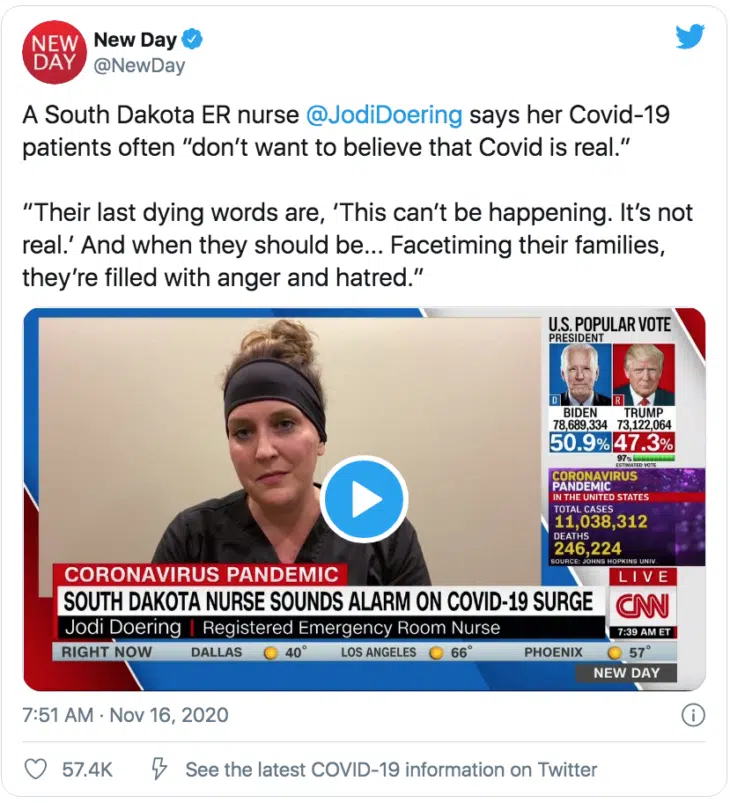 NEW
DAY
New Day
@NewDay
A South Dakota ER nurse @JodiDoering says her Covid-19
patients often “don’t want to believe that Covid is real.”
“Their last dying words are, ‘This can’t be happening. It’s not
real.’ And when they should be... Facetiming their families,
they’re filled with anger and hatred.”
U.S. POPULAR VOTE
PRESIDENT
D R
BIDEN TRUMP
78,689,334 73,122,064
50.9% 47.3%
97%
ESTIMATED VOTE
CORONAVIRUS
PANDEMIC
IN THE UNITED STATES
TOTAL CASES
11,038,312
DEATHS
246,224
SOURCE: JOHNS HOPKINS UNIV
CORONAVIRUS PANDEMIC
SOUTH DAKOTA NURSE SOUNDS ALARM ON COVID-19 SURGE
Jodi Doering | Registered Emergency Room Nurse
LIVE
CNN
7:39 AM ET
RIGHT NOW DALLAS 40° LOS ANGELES 66° PHOENIX 57°
NEW DAY
7:51 AM · Nov 16, 2020
57.4K See the latest COVID-19 information on Twitter